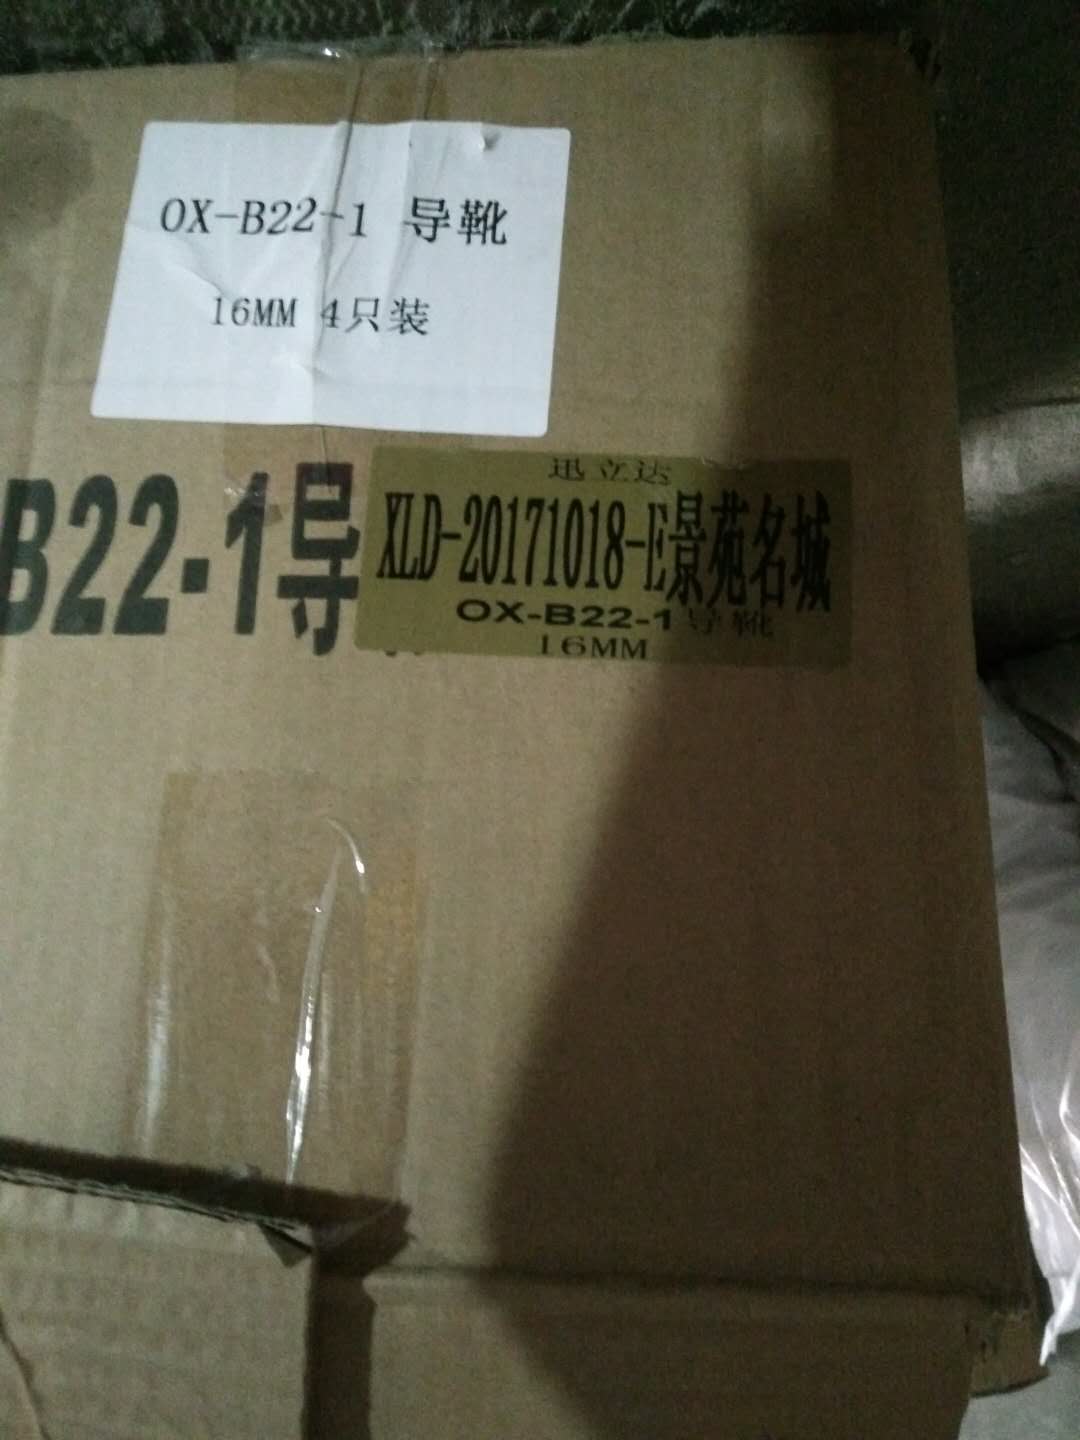 OX-B22-1 导靴
16MM 4只装
B22-1导
迅立达
XLD-20171018-E景苑名城
OX-B22-1导靴
16MM